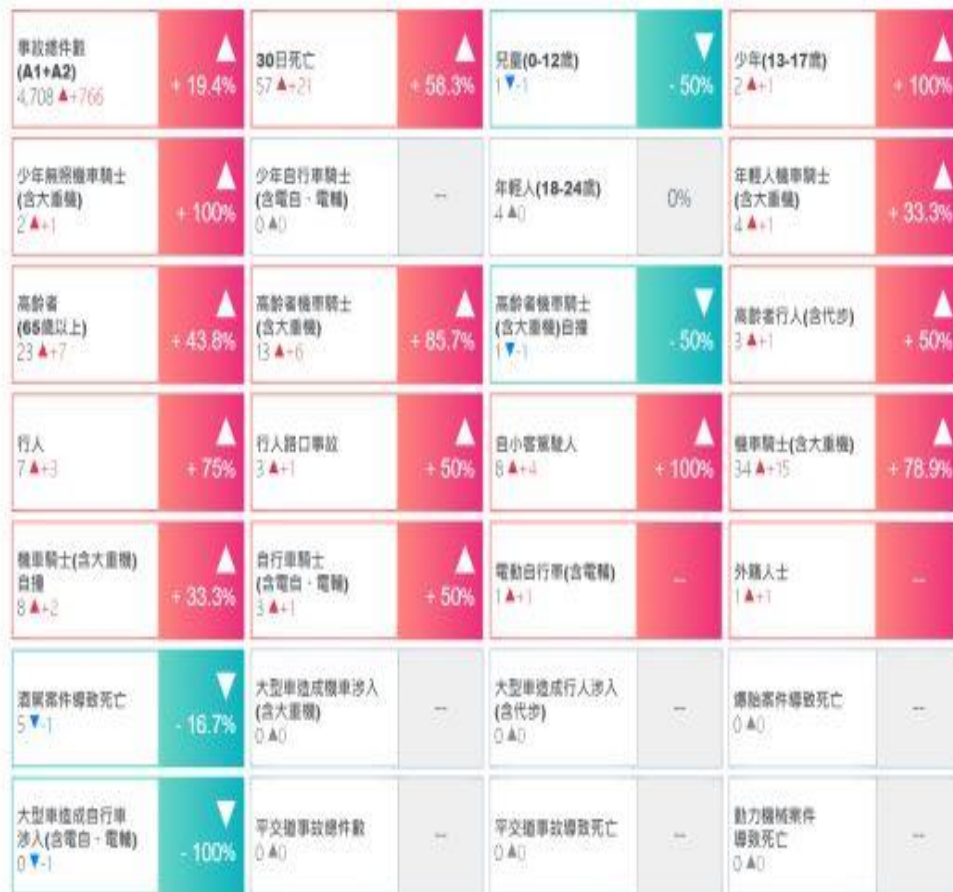 事故總件數
(A1+A2)
4,708 ▲+766
+ 19.4%
30日死亡
57 ▲+21
+ 58.3%
兒童(0-12歲)
1 ▼-1
- 50%
少年(13-17歲)
2 ▲+1
+ 100%
少年無照機車騎士
(含大重機)
2 ▲+1
+ 100%
少年自行車騎士
(含電自、電輔)
0 ▲0
--
年輕人(18-24歲)
4 ▲0
0%
年輕人機車騎士
(含大重機)
4 ▲+1
+ 33.3%
高齡者
(65歲以上)
23 ▲+7
+ 43.8%
高齡者機車騎士
(含大重機)
13 ▲+6
+ 85.7%
高齡者機車騎士
(含大重機)自撞
1 ▼-1
- 50%
高齡者行人(含代步)
3 ▲+1
+ 50%
行人
7 ▲+3
+ 75%
行人路口事故
3 ▲+1
+ 50%
自小客駕駛人
8 ▲+4
+ 100%
機車騎士(含大重機)
34 ▲+15
+ 78.9%
機車騎士(含大重機)
自撞
8 ▲+2
+ 33.3%
自行車騎士
(含電自、電輔)
3 ▲+1
+ 50%
電動自行車(含電輔)
1 ▲+1
--
外籍人士
1 ▲+1
--
酒駕案件導致死亡
5 ▼-1
- 16.7%
大型車造成機車涉入
(含大重機)
0 ▲0
--
大型車造成行人涉入
(含代步)
0 ▲0
--
爆胎案件導致死亡
0 ▲0
--
大型車造成自行車
涉入(含電自、電輔)
0 ▼-1
- 100%
平交道事故總件數
0 ▲0
--
平交道事故導致死亡
0 ▲0
--
動力機械案件
導致死亡
0 ▲0
--